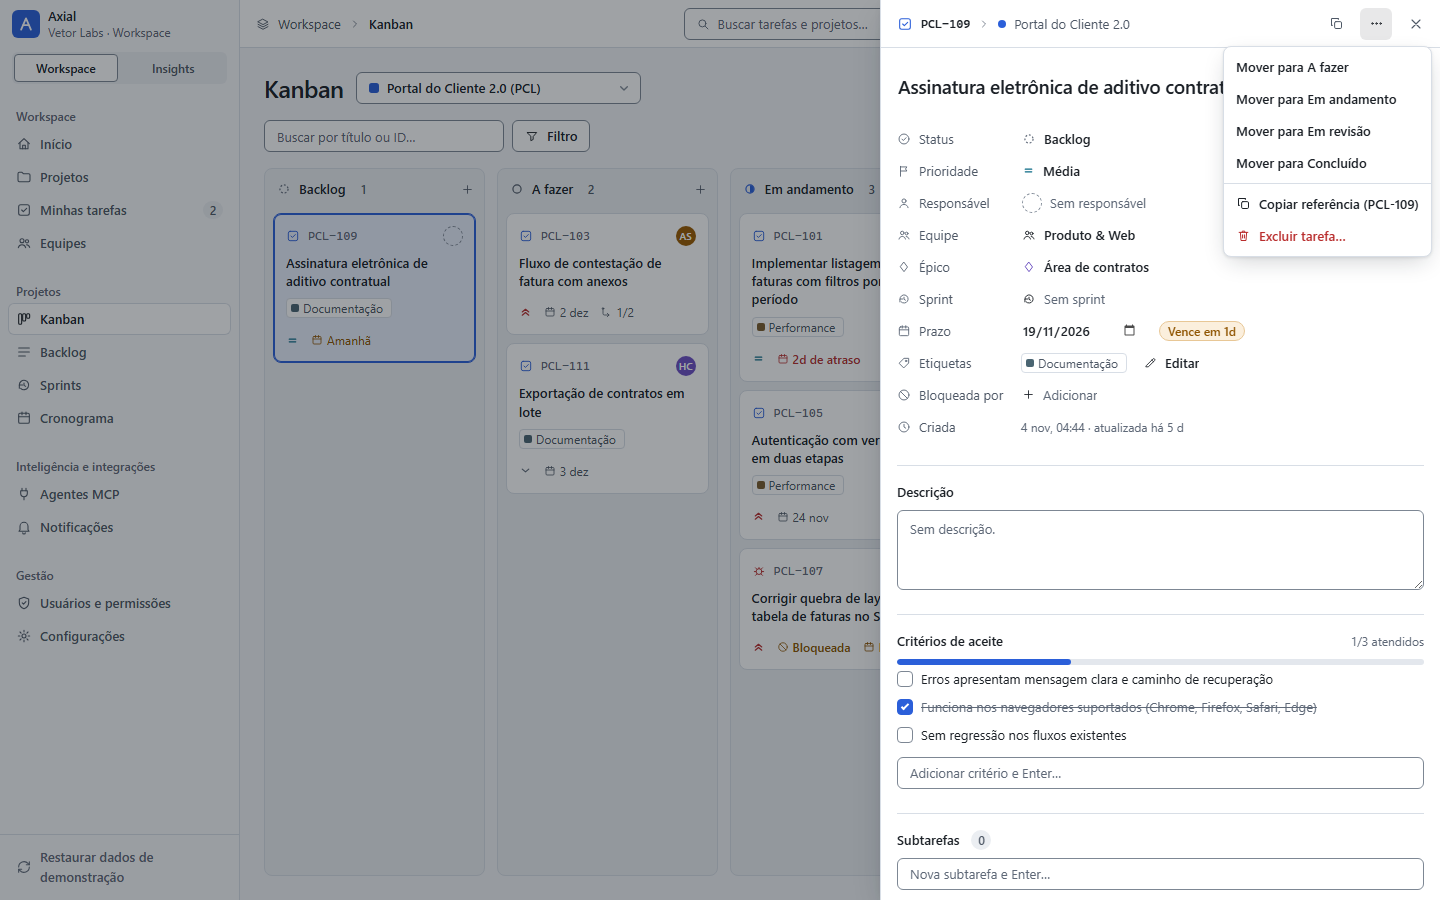 Axial
Vetor Labs · Workspace
Workspace
Insights
Workspace
Início
Projetos
Minhas tarefas
2
Equipes
Projetos
Kanban
Backlog
Sprints
Cronograma
Inteligência e integrações
Agentes MCP
Notificações
Gestão
Usuários e permissões
Configurações
Restaurar dados de
demonstração
Workspace
Kanban
Buscar tarefas e projetos...
Kanban
Portal do Cliente 2.0 (PCL)
Buscar por título ou ID...
Filtro
Backlog 1
PCL-109
Assinatura eletrônica de
aditivo contratual
Documentação
Amanhã
A fazer 2
PCL-103
AS
Fluxo de contestação de
fatura com anexos
2 dez
1/2
PCL-111
HC
Exportação de contratos em
lote
Documentação
3 dez
Em andamento 3
PCL-101
Implementar listagem
faturas com filtros por
período
Performance
2d de atraso
PCL-105
Autenticação com ver
em duas etapas
Performance
24 nov
PCL-107
Corrigir quebra de lay
tabela de faturas no S
Bloqueada
PCL-109
Portal do Cliente 2.0
Assinatura eletrônica de aditivo contrat
Mover para A fazer
Mover para Em andamento
Mover para Em revisão
Mover para Concluído
Copiar referência (PCL-109)
Excluir tarefa...
Status
Backlog
Prioridade
Média
Responsável
Sem responsável
Equipe
Produto & Web
Épico
Área de contratos
Sprint
Sem sprint
Prazo
19/11/2026
Vence em 1d
Etiquetas
Documentação
Editar
Bloqueada por
Adicionar
Criada
4 nov, 04:44 · atualizada há 5 d
Descrição
Sem descrição.
Critérios de aceite
1/3 atendidos
Erros apresentam mensagem clara e caminho de recuperação
Funciona nos navegadores suportados (Chrome, Firefox, Safari, Edge)
Sem regressão nos fluxos existentes
Adicionar critério e Enter...
Subtarefas 0
Nova subtarefa e Enter...